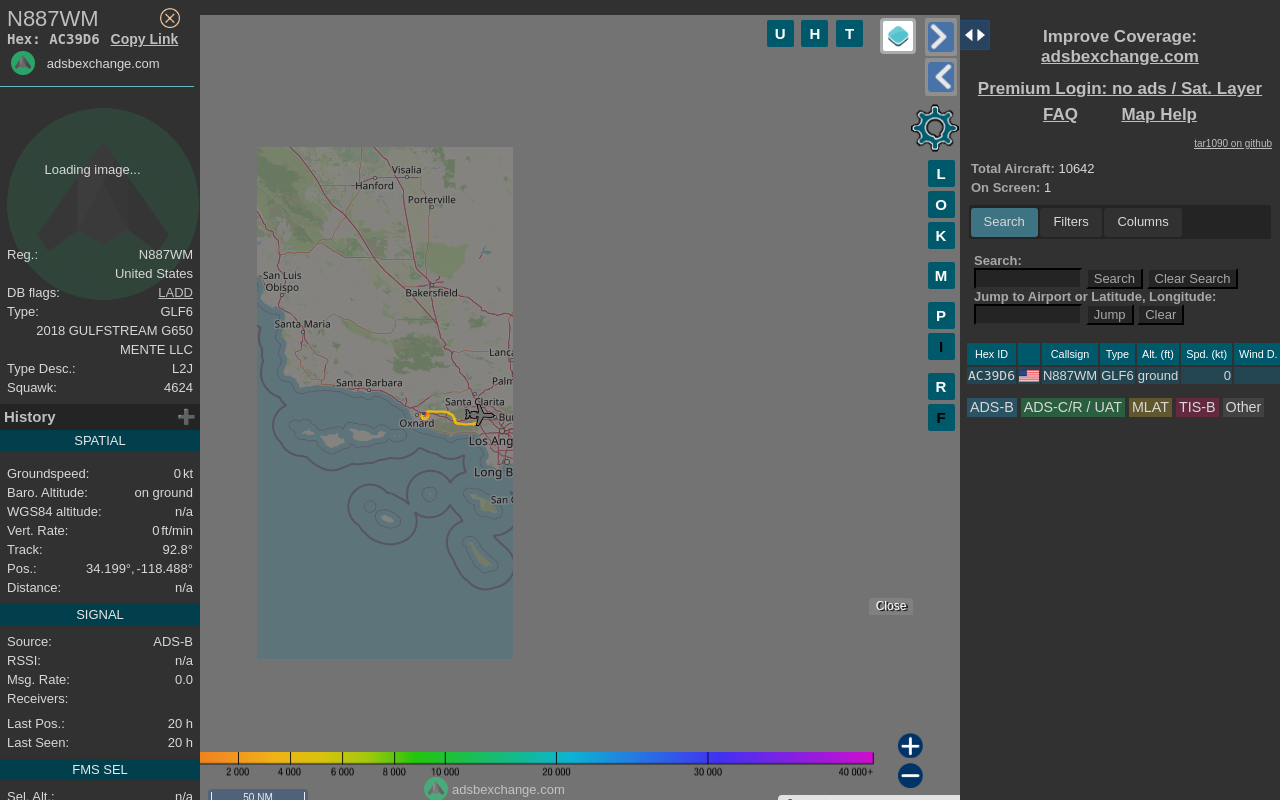 N887WM
Hex: AC39D6 Copy Link
adsbexchange.com
Loading image...
Reg.: N887WM
United States
DB flags: LADD
Type: GLF6
2018 GULFSTREAM G650
MENTE LLC
Type Desc.: L2J
Squawk: 4624
History
SPATIAL
Groundspeed: 0 kt
Baro. Altitude: on ground
WGS84 altitude: n/a
Vert. Rate: 0 ft/min
Track: 92.8°
Pos.: 34.199°, -118.488°
Distance: n/a
SIGNAL
Source: ADS-B
RSSI: n/a
Msg. Rate: 0.0
Receivers:
Last Pos.: 20 h
Last Seen: 20 h
FMS SEL
Sel. Alt.: n/a
U H T
Visalia
Hanford
Porterville
San Luis
Obispo
Bakersfield
Santa Maria
Lanca
Santa Barbara
Palm
Santa Clarita
Oxnard
Bur
Los Ang
Long B
San C
L
O
K
M
P
I
R
F
Close
2 000 4 000 6 000 8 000 10 000 20 000 30 000 40 000+
adsbexchange.com
50 NM
Improve Coverage:
adsbexchange.com
Premium Login: no ads / Sat. Layer
FAQ Map Help
tar1090 on github
Total Aircraft: 10642
On Screen: 1
Search Filters Columns
Search:
Search Clear Search
Jump to Airport or Latitude, Longitude:
Jump Clear
Hex ID Callsign Type Alt. (ft) Spd. (kt) Wind D.
AC39D6 N887WM GLF6 ground 0
ADS-B ADS-C/R / UAT MLAT TIS-B Other